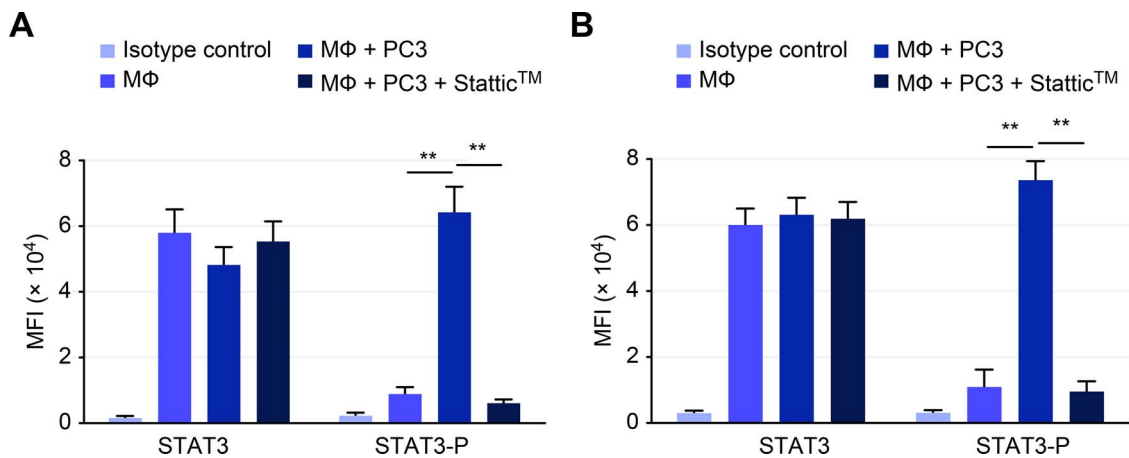 A
Isotype control
MΦ + PC3
MΦ
MΦ + PC3 + Stattic™
**
**
8
6
4
2
0
MFI (× 10⁴)
STAT3
STAT3-P
B
Isotype control
MΦ + PC3
MΦ
MΦ + PC3 + Stattic™
**
**
8
6
4
2
0
MFI (× 10⁴)
STAT3
STAT3-P